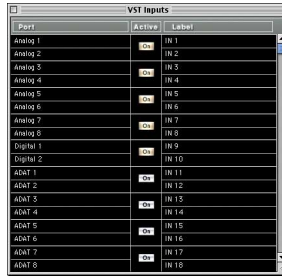 VST Inputs
Port Active Label
Analog 1 On IN 1
Analog 2 IN 2
Analog 3 On IN 3
Analog 4 IN 4
Analog 5 On IN 5
Analog 6 IN 6
Analog 7 On IN 7
Analog 8 IN 8
Digital 1 On IN 9
Digital 2 IN 10
ADAT 1 On IN 11
ADAT 2 IN 12
ADAT 3 On IN 13
ADAT 4 IN 14
ADAT 5 On IN 15
ADAT 6 IN 16
ADAT 7 On IN 17
ADAT 8 IN 18